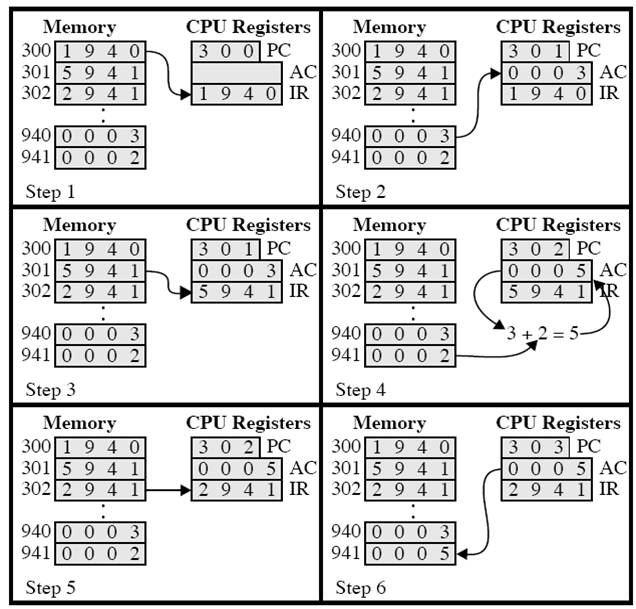 Memory CPU Registers
300 1 9 4 0 3 0 0 PC
301 5 9 4 1 AC
302 2 9 4 1 1 9 4 0 IR
940 0 0 0 3
941 0 0 0 2
Step 1
Memory CPU Registers
300 1 9 4 0 3 0 1 PC
301 5 9 4 1 0 0 0 3 AC
302 2 9 4 1 1 9 4 0 IR
940 0 0 0 3
941 0 0 0 2
Step 2
Memory CPU Registers
300 1 9 4 0 3 0 1 PC
301 5 9 4 1 0 0 0 3 AC
302 2 9 4 1 5 9 4 1 IR
940 0 0 0 3
941 0 0 0 2
Step 3
Memory CPU Registers
300 1 9 4 0 3 0 2 PC
301 5 9 4 1 0 0 0 5 AC
302 2 9 4 1 5 9 4 1 IR
940 0 0 0 3 3 + 2 = 5
941 0 0 0 2
Step 4
Memory CPU Registers
300 1 9 4 0 3 0 2 PC
301 5 9 4 1 0 0 0 5 AC
302 2 9 4 1 2 9 4 1 IR
940 0 0 0 3
941 0 0 0 2
Step 5
Memory CPU Registers
300 1 9 4 0 3 0 3 PC
301 5 9 4 1 0 0 0 5 AC
302 2 9 4 1 2 9 4 1 IR
940 0 0 0 3
941 0 0 0 5
Step 6